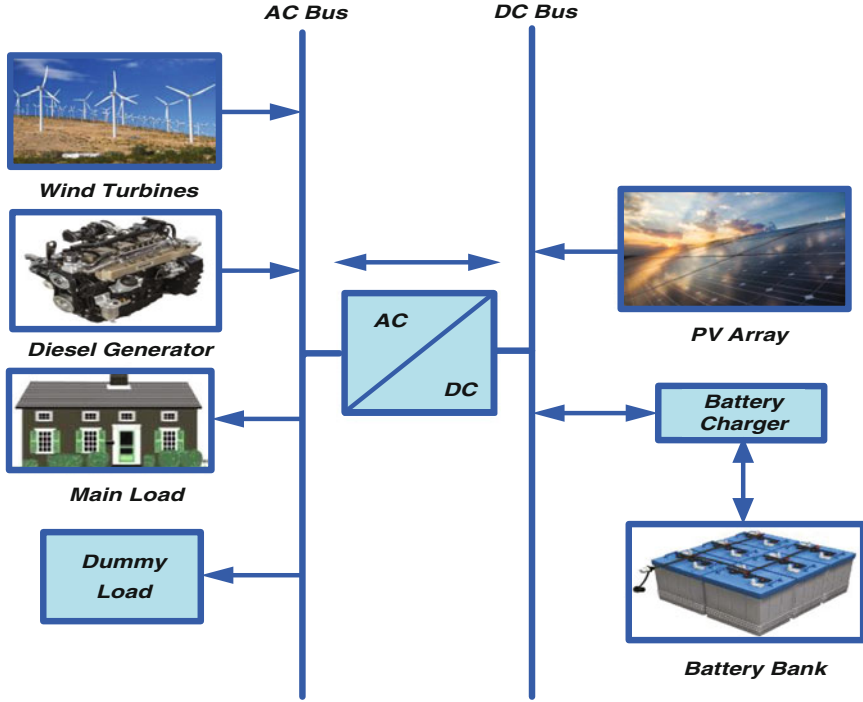 AC Bus
DC Bus
Wind Turbines
Diesel Generator
Main Load
Dummy
Load
AC
DC
PV Array
Battery
Charger
Battery Bank